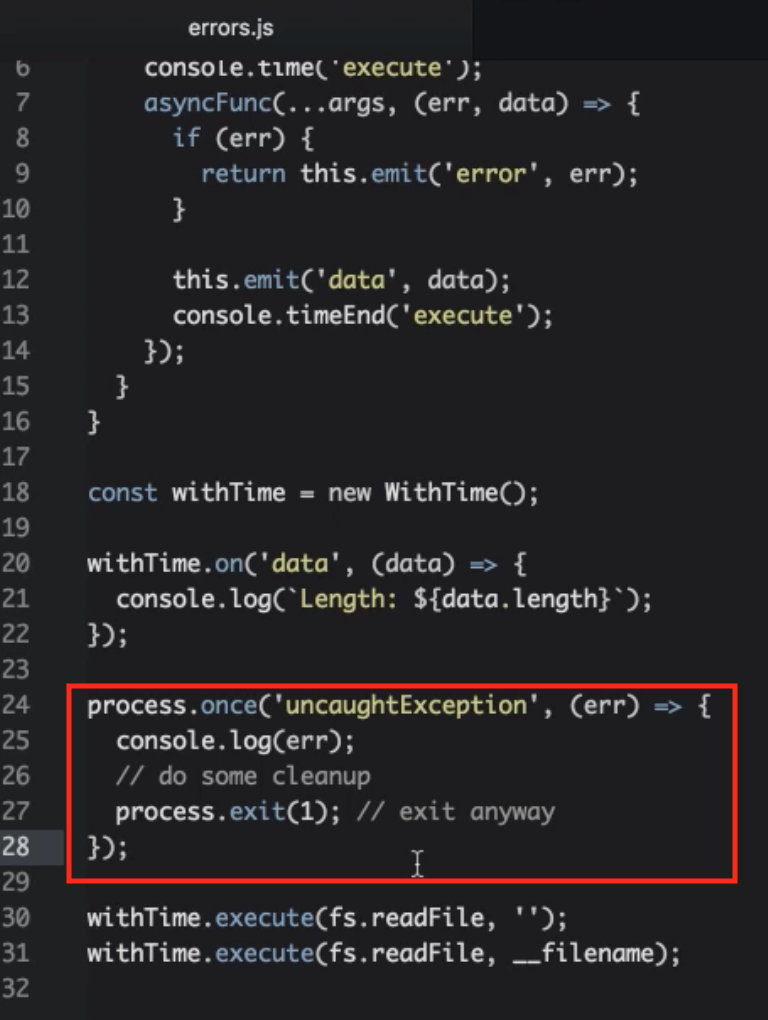 errors.js
6 console.time('execute');
7 asyncFunc(...args, (err, data) => {
8 if (err) {
9 return this.emit('error', err);
10 }
11
12 this.emit('data', data);
13 console.timeEnd('execute');
14 });
15 }
16 }
17
18 const withTime = new WithTime();
19
20 withTime.on('data', (data) => {
21 console.log(`Length: ${data.length}`);
22 });
23
24 process.once('uncaughtException', (err) => {
25 console.log(err);
26 // do some cleanup
27 process.exit(1); // exit anyway
28 });
29
30 withTime.execute(fs.readFile, '');
31 withTime.execute(fs.readFile, __filename);
32